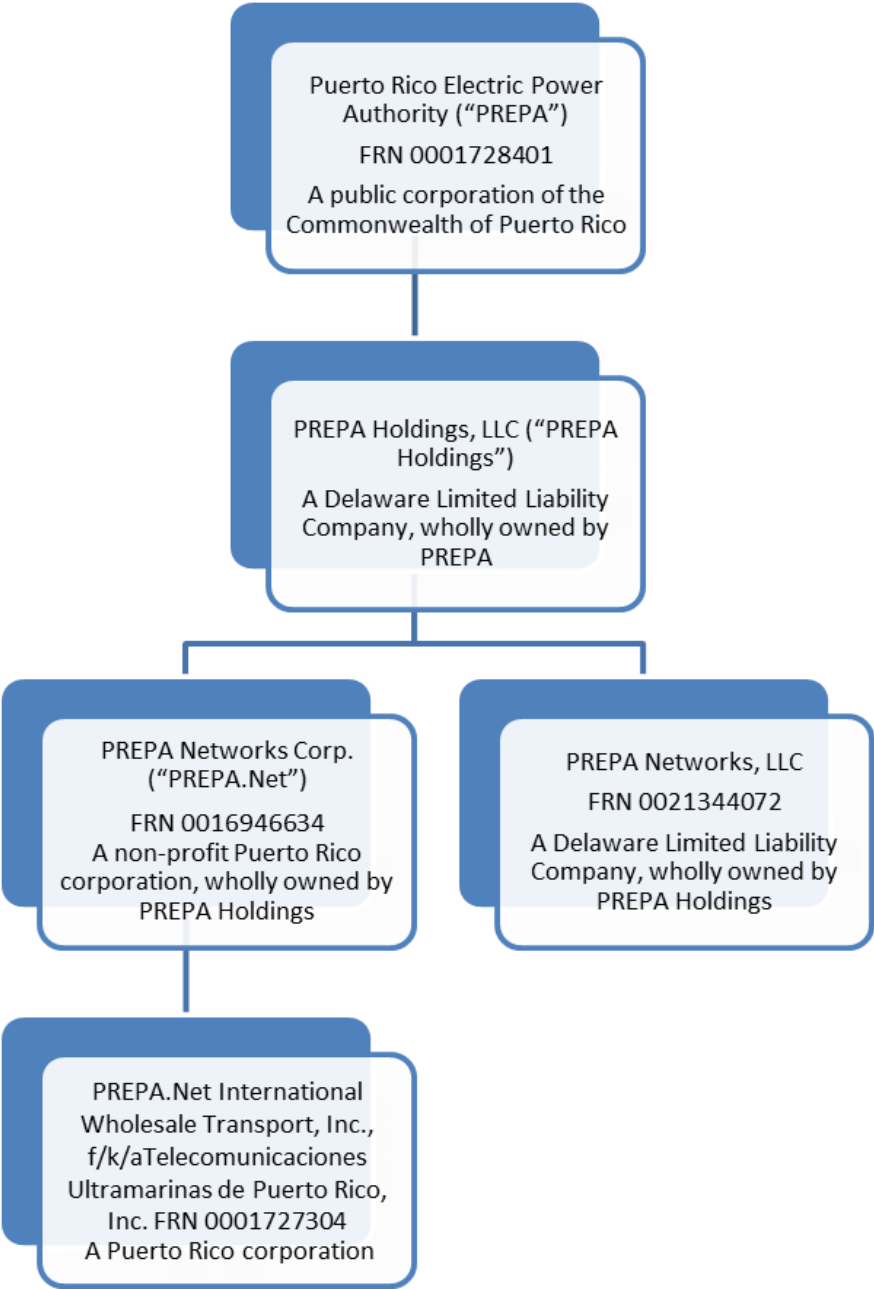 Puerto Rico Electric Power
Authority (“PREPA”)
FRN 0001728401
A public corporation of the
Commonwealth of Puerto Rico
PREPA Holdings, LLC (“PREPA
Holdings”)
A Delaware Limited Liability
Company, wholly owned by
PREPA
PREPA Networks Corp.
(“PREPA.Net”)
FRN 0016946634
A non-profit Puerto Rico
corporation, wholly owned by
PREPA Holdings
PREPA Networks, LLC
FRN 0021344072
A Delaware Limited Liability
Company, wholly owned by
PREPA Holdings
PREPA.Net International
Wholesale Transport, Inc.,
f/k/aTelecomunicaciones
Ultramarinas de Puerto Rico,
Inc. FRN 0001727304
A Puerto Rico corporation